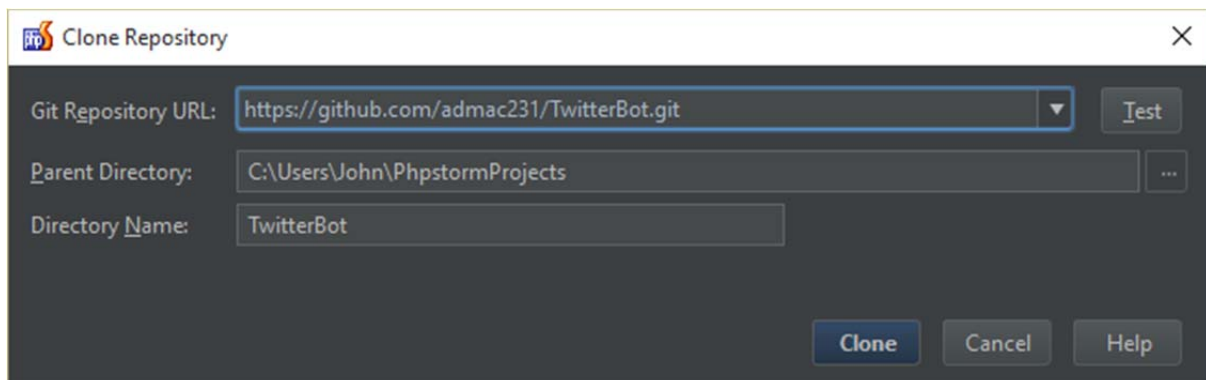 Clone Repository
Git Repository URL: https://github.com/admac231/TwitterBot.git Test
Parent Directory: C:\Users\John\PhpstormProjects ...
Directory Name: TwitterBot
Clone Cancel Help